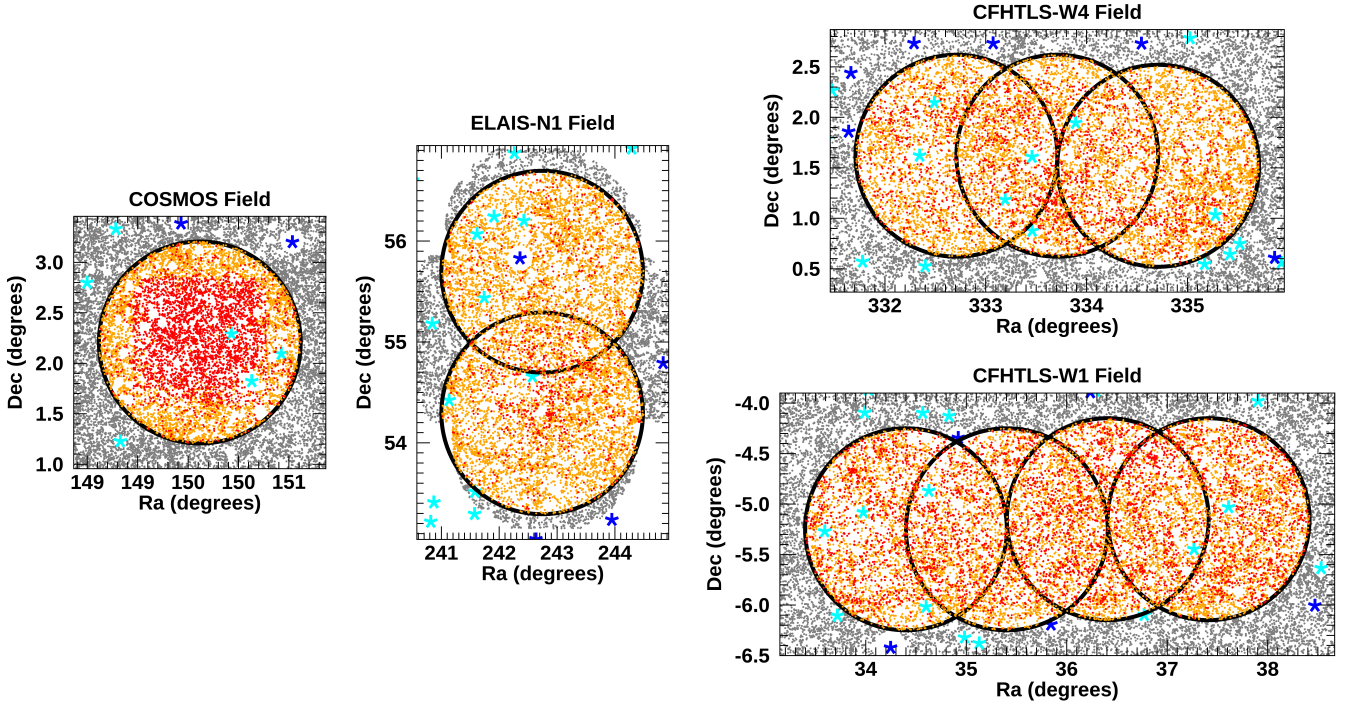 COSMOS Field
Dec (degrees)
3.0
2.5
2.0
1.5
1.0
149 149 150 150 151
Ra (degrees)
ELAIS-N1 Field
Dec (degrees)
56
55
54
241 242 243 244
Ra (degrees)
CFHTLS-W4 Field
Dec (degrees)
2.5
2.0
1.5
1.0
0.5
332 333 334 335
Ra (degrees)
CFHTLS-W1 Field
Dec (degrees)
-4.0
-4.5
-5.0
-5.5
-6.0
-6.5
34 35 36 37 38
Ra (degrees)